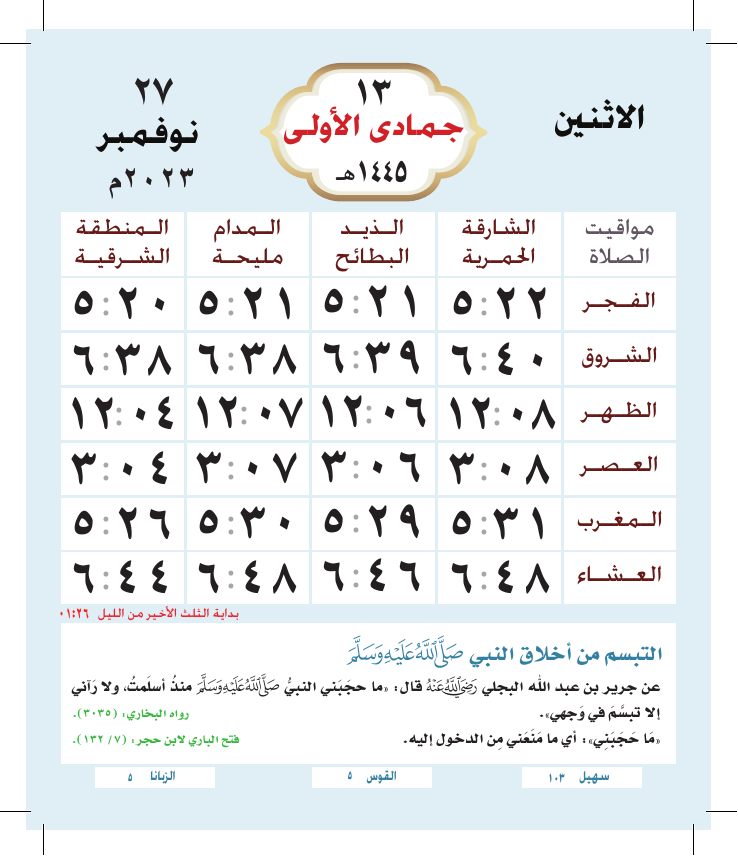 الاثنين
١٣
جمادى الأولى
١٤٤٥هـ
٢٧
نوفمبر
٢٠٢٣م
مواقيت الصلاة | الشارقة الحمرية | الذيد البطائح | المدام مليحة | المنطقة الشرقية
الفجر ٥:٢٢ ٥:٢١ ٥:٢١ ٥:٢٠
الشروق ٦:٤٠ ٦:٣٩ ٦:٣٨ ٦:٣٨
الظهر ١٢:٠٨ ١٢:٠٦ ١٢:٠٧ ١٢:٠٤
العصر ٣:٠٨ ٣:٠٦ ٣:٠٧ ٣:٠٤
المغرب ٥:٣١ ٥:٢٩ ٥:٣٠ ٥:٢٦
العشاء ٦:٤٨ ٦:٤٦ ٦:٤٨ ٦:٤٤
بداية الثلث الأخير من الليل ٠١:٢٦
التبسم من أخلاق النبي صَلَّى اللَّهُ عَلَيْهِ وَسَلَّمَ
عن جرير بن عبد الله البجلي رَضِيَ اللَّهُ عَنْهُ قال: «ما حجَبَني النبيُّ صَلَّى اللَّهُ عَلَيْهِ وَسَلَّمَ منذُ أسلَمتُ، ولا رَآني
إلا تبسَّمَ في وَجهي». رواه البخاري: (٣٠٣٥).
«مَا حَجَبَنِي»: أي ما مَنَعَني مِن الدخول إليه. فتح الباري لابن حجر: (٧/ ١٣٢).
سهيل ١٠٣ القوس ٥ الزبانا ٥